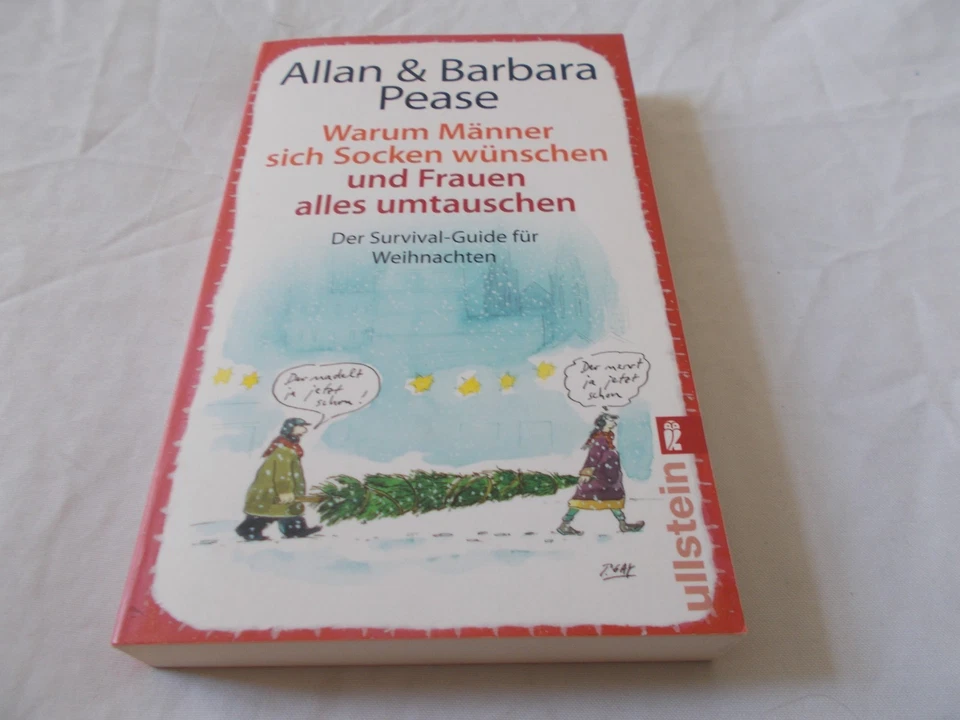 Allan & Barbara
Pease
Warum Männer
sich Socken wünschen
und Frauen
alles umtauschen
Der Survival-Guide für
Weihnachten
Der nadelt
ja jetzt
schon!
Der nervt
ja jetzt
schon
ullstein